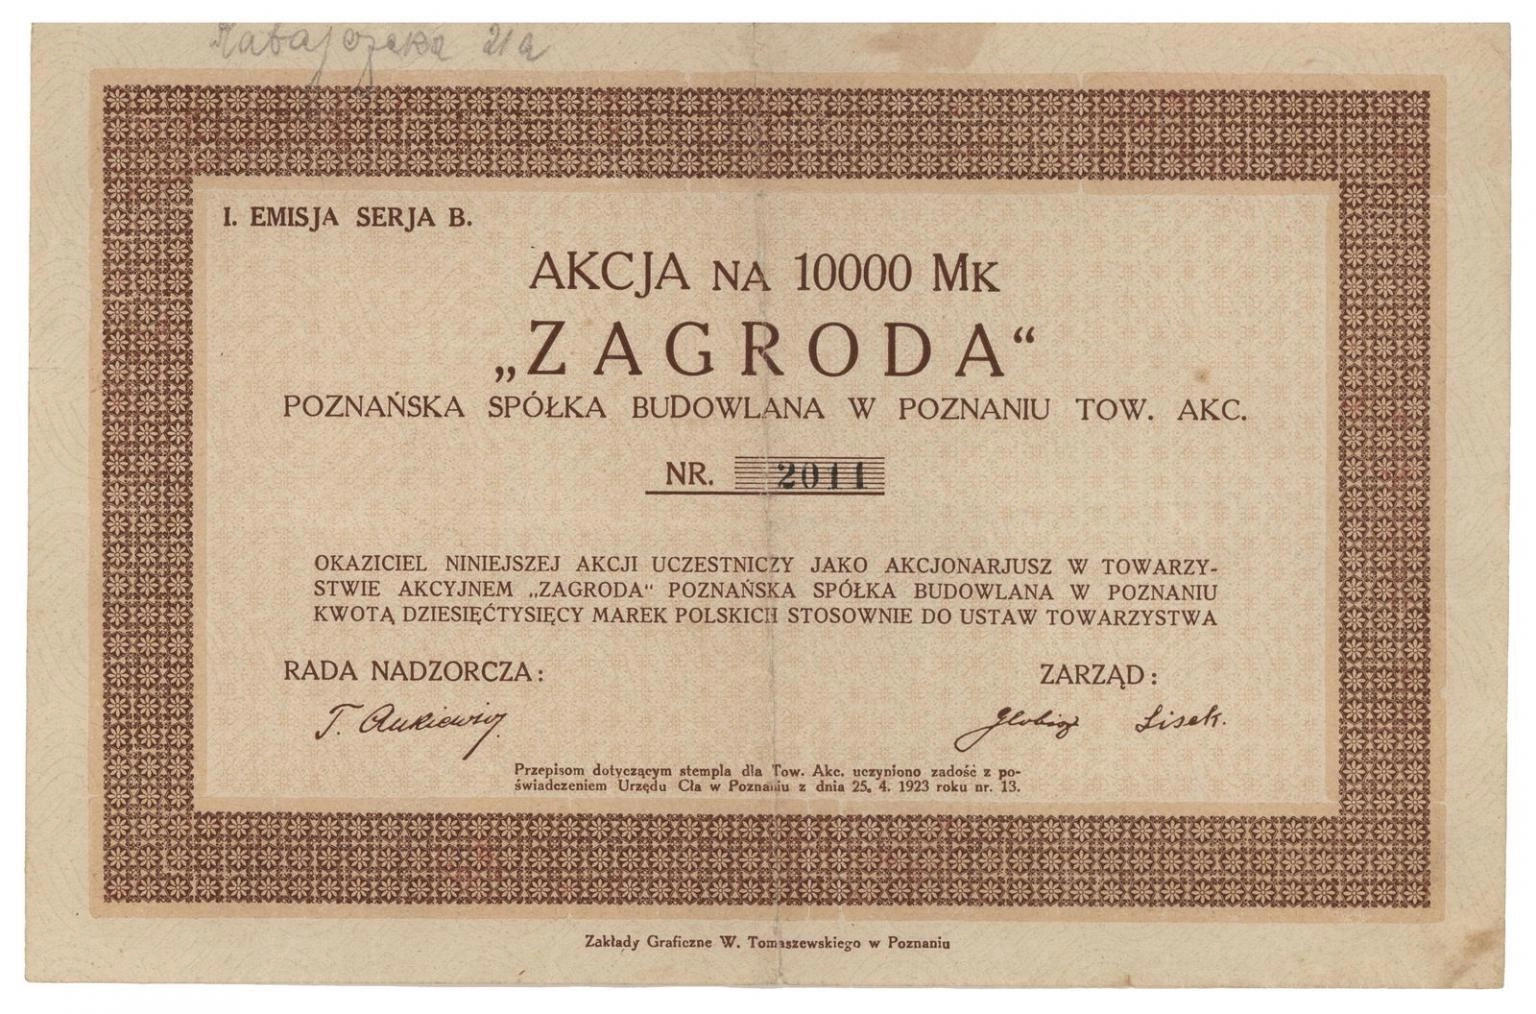 Ratajczaka 21a
I. EMISJA SERJA B.
AKCJA NA 10000 MK
„ZAGRODA“
POZNAŃSKA SPÓŁKA BUDOWLANA W POZNANIU TOW. AKC.
NR. 2011
OKAZICIEL NINIEJSZEJ AKCJI UCZESTNICZY JAKO AKCJONARJUSZ W TOWARZY-
STWIE AKCYJNEM „ZAGRODA“ POZNAŃSKA SPÓŁKA BUDOWLANA W POZNANIU
KWOTĄ DZIESIĘĆTYSIĘCY MAREK POLSKICH STOSOWNIE DO USTAW TOWARZYSTWA
RADA NADZORCZA: ZARZĄD:
T. Lisek.
Przepisom dotyczącym stempla dla Tow. Akc. uczyniono zadość z po-
świadczeniem Urzędu Cła w Poznaniu z dnia 25. 4. 1923 roku nr. 13.
Zakłady Graficzne W. Tomaszewskiego w Poznaniu